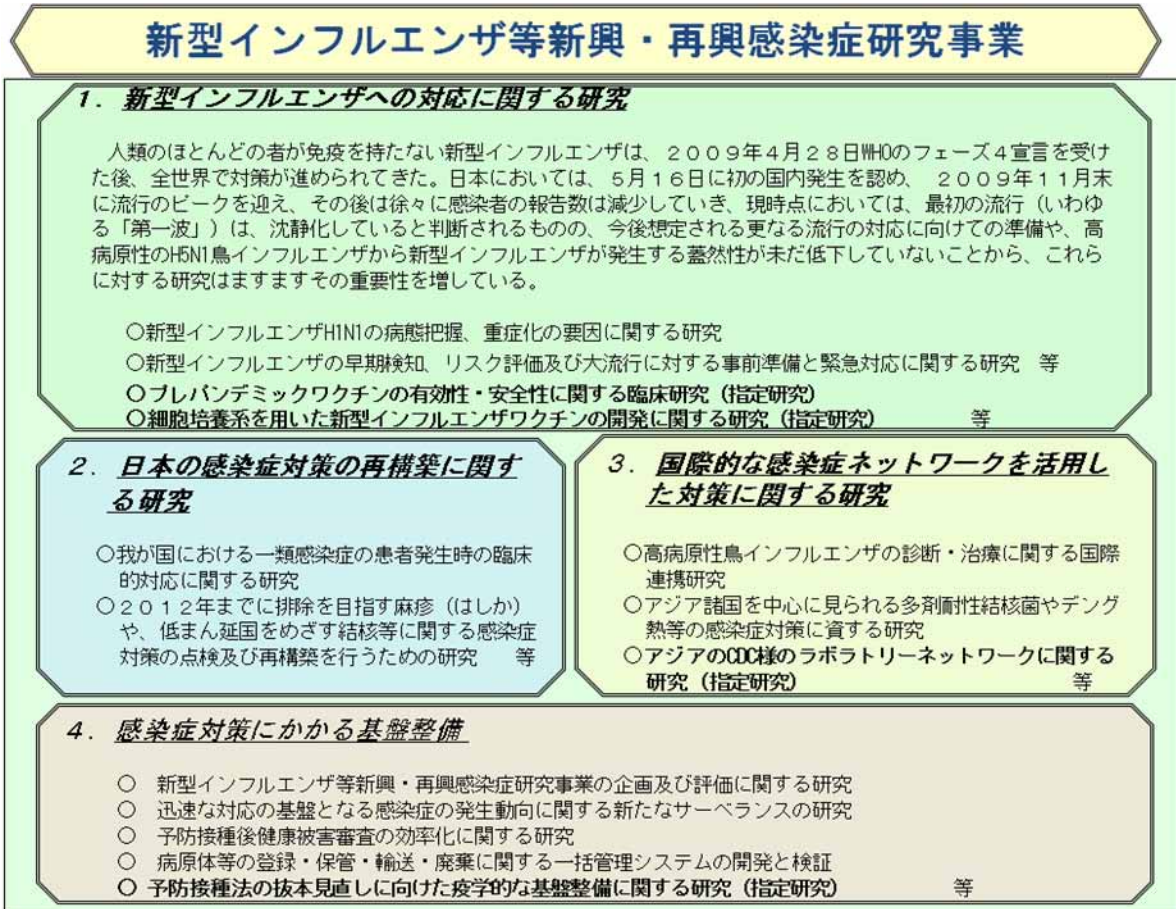 新型インフルエンザ等新興・再興感染症研究事業
1. 新型インフルエンザへの対応に関する研究
人類のほとんどの者が免疫を持たない新型インフルエンザは、２００９年４月２８日WHOのフェーズ４宣言を受け
た後、全世界で対策が進められてきた。日本においては、５月１６日に初の国内発生を認め、 ２００９年１１月末
に流行のピークを迎え、その後は徐々に感染者の報告数は減少していき、現時点においては、最初の流行（いわゆ
る「第一波」）は、沈静化していると判断されるものの、今後想定される更なる流行の対応に向けての準備や、高
病原性のH5N1鳥インフルエンザから新型インフルエンザが発生する蓋然性が未だ低下していないことから、これら
に対する研究はますますその重要性を増している。
○新型インフルエンザH1N1の病態把握、重症化の要因に関する研究
○新型インフルエンザの早期検知、リスク評価及び大流行に対する事前準備と緊急対応に関する研究 等
○プレパンデミックワクチンの有効性・安全性に関する臨床研究（指定研究）
○細胞培養系を用いた新型インフルエンザワクチンの開発に関する研究（指定研究） 等
2. 日本の感染症対策の再構築に関す
る研究
○我が国における一類感染症の患者発生時の臨床
的対応に関する研究
○２０１２年までに排除を目指す麻疹（はしか）
や、低まん延国をめざす結核等に関する感染症
対策の点検及び再構築を行うための研究 等
3. 国際的な感染症ネットワークを活用し
た対策に関する研究
○高病原性鳥インフルエンザの診断・治療に関する国際
連携研究
○アジア諸国を中心に見られる多剤耐性結核菌やデング
熱等の感染症対策に資する研究
○アジアのCDC様のラボラトリーネットワークに関する
研究（指定研究） 等
4. 感染症対策にかかる基盤整備
○ 新型インフルエンザ等新興・再興感染症研究事業の企画及び評価に関する研究
○ 迅速な対応の基盤となる感染症の発生動向に関する新たなサーベランスの研究
○ 予防接種後健康被害審査の効率化に関する研究
○ 病原体等の登録・保管・輸送・廃棄に関する一括管理システムの開発と検証
○ 予防接種法の抜本見直しに向けた疫学的な基盤整備に関する研究（指定研究） 等